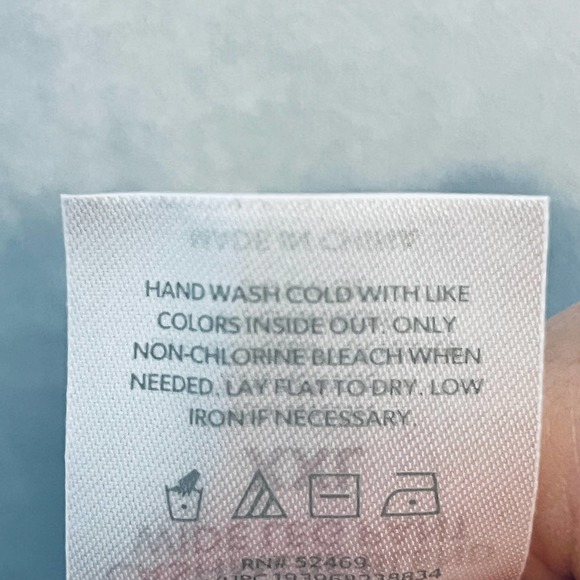 HAND WASH COLD WITH LIKE
COLORS INSIDE OUT; ONLY
NON-CHLORINE BLEACH WHEN
NEEDED. LAY FLAT TO DRY. LOW
IRON IF NECESSARY.
RN# 52469